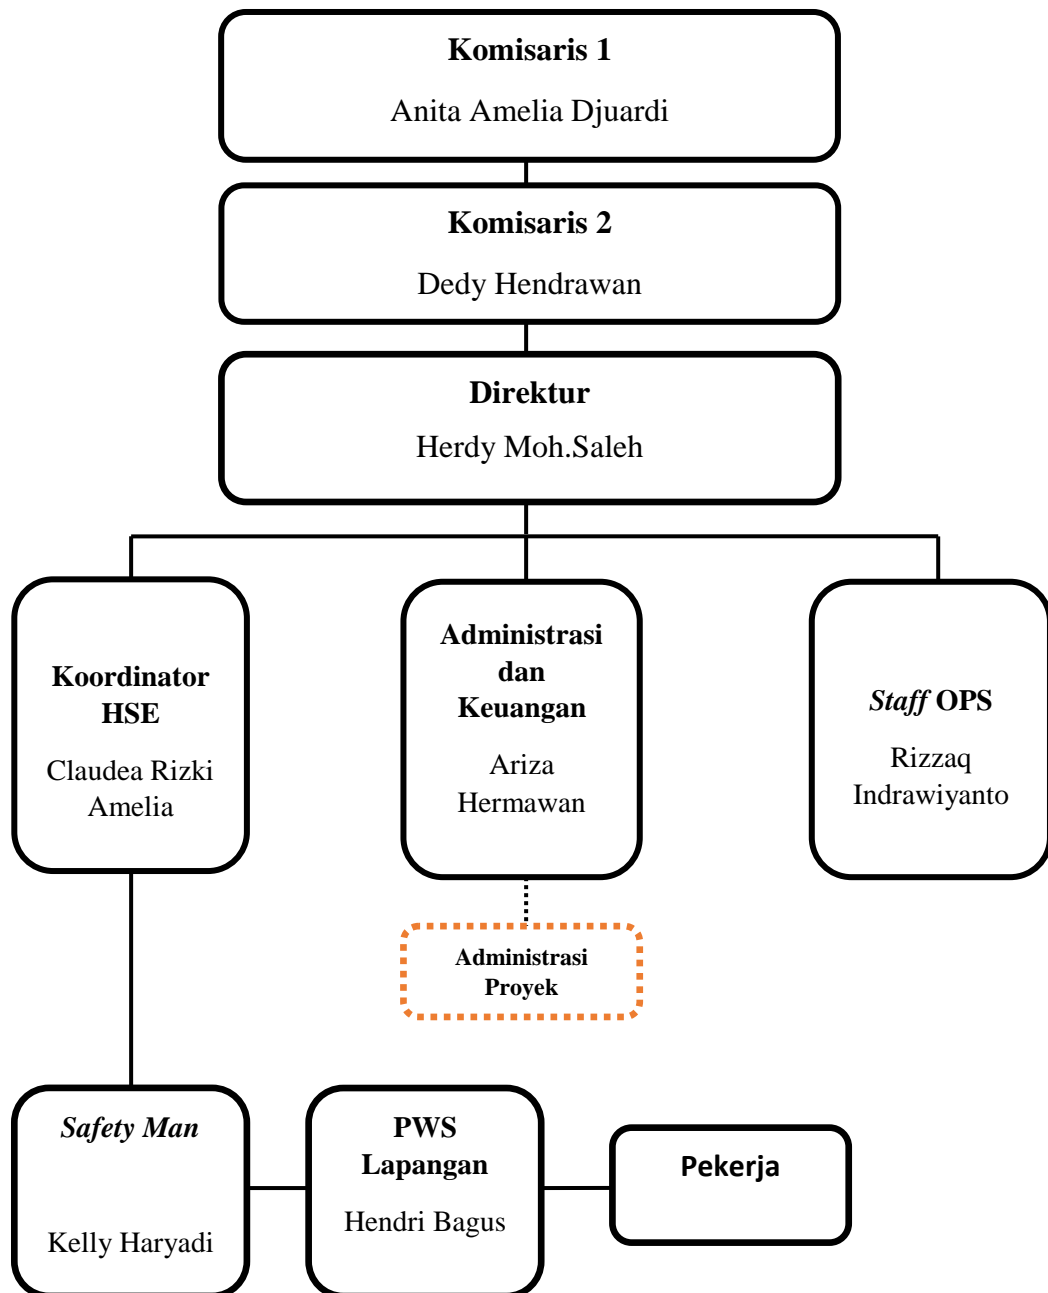 Komisaris 1
Anita Amelia Djuardi
Komisaris 2
Dedy Hendrawan
Direktur
Herdy Moh.Saleh
Koordinator
HSE
Claudea Rizki
Amelia
Administrasi
dan
Keuangan
Ariza
Hermawan
Staff OPS
Rizzaq
Indrawiyanto
Administrasi
Proyek
Safety Man
Kelly Haryadi
PWS
Lapangan
Hendri Bagus
Pekerja